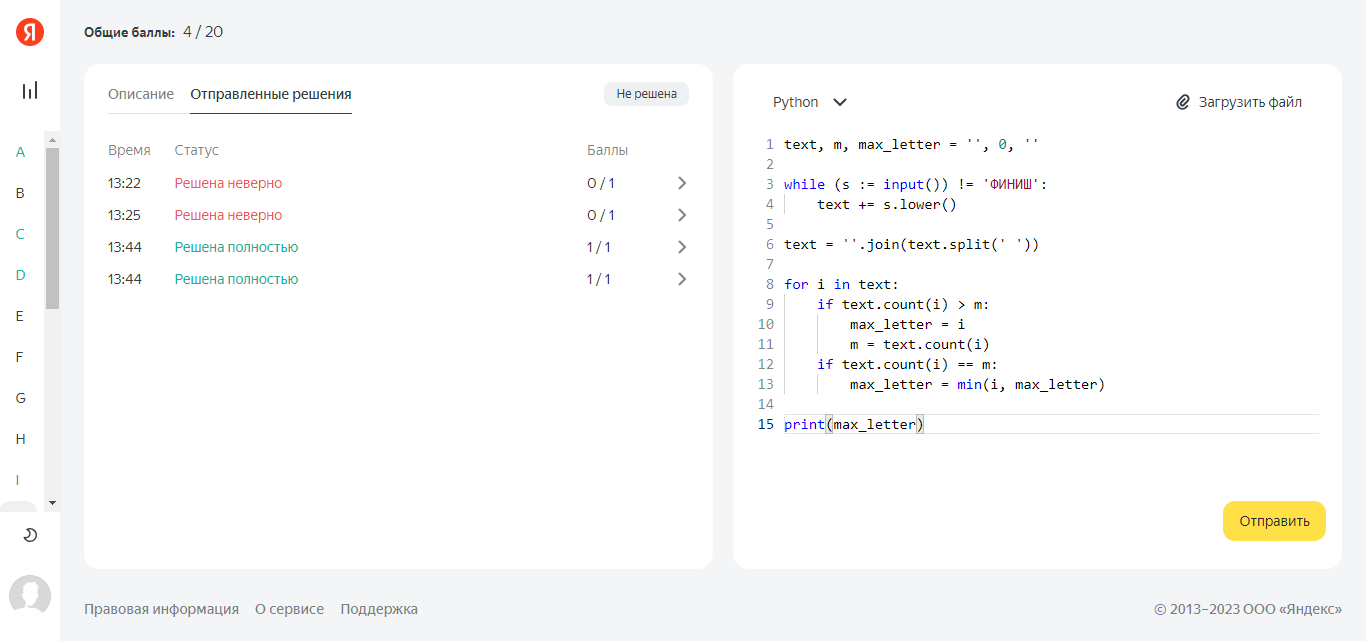 Я
Общие баллы: 4 / 20
A
B
C
D
E
F
G
H
I
Описание Отправленные решения
Не решена
Время Статус Баллы
13:22 Решена неверно 0 / 1
13:25 Решена неверно 0 / 1
13:44 Решена полностью 1 / 1
13:44 Решена полностью 1 / 1
Python
Загрузить файл
1 text, m, max_letter = '', 0, ''
2
3 while (s := input()) != 'ФИНИШ':
4     text += s.lower()
5
6 text = ''.join(text.split(' '))
7
8 for i in text:
9     if text.count(i) > m:
10         max_letter = i
11         m = text.count(i)
12     if text.count(i) == m:
13         max_letter = min(i, max_letter)
14
15 print(max_letter)
Отправить
Правовая информация О сервисе Поддержка
© 2013–2023 ООО «Яндекс»